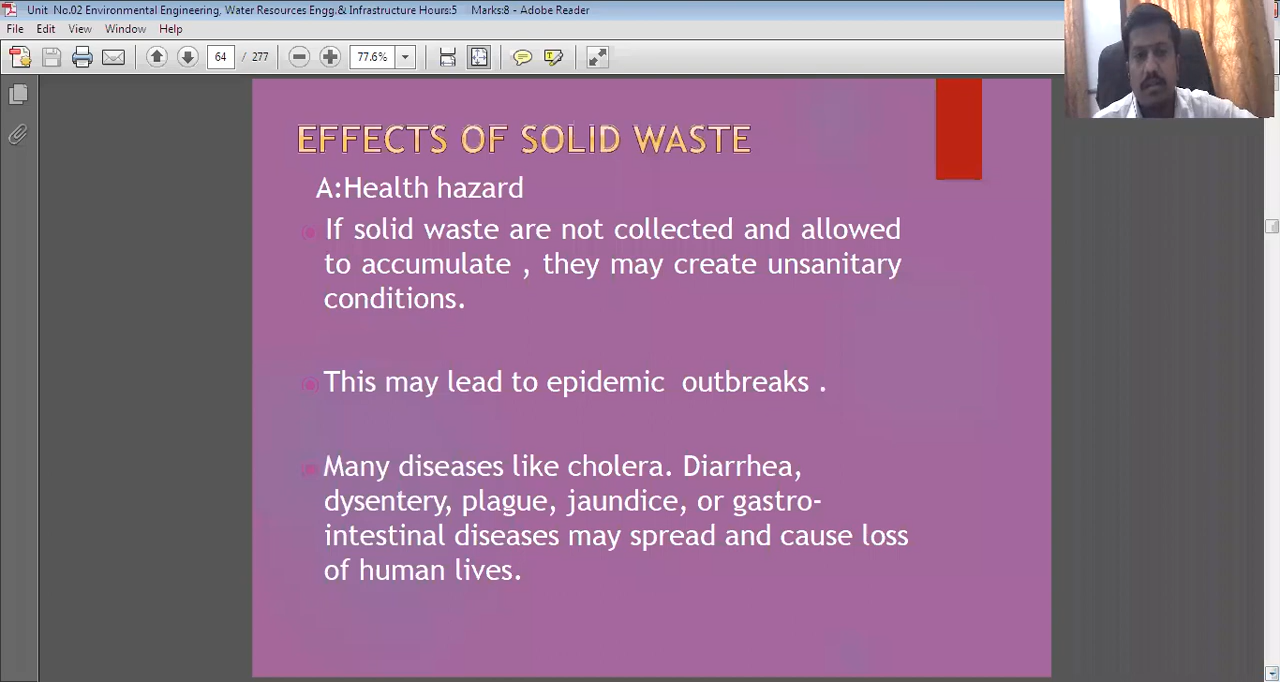 Unit No.02 Environmental Engineering, Water Resources Engg.& Infrastructure Hours:5 Marks:8 - Adobe Reader
File Edit View Window Help
64 / 277 77.6%
EFFECTS OF SOLID WASTE
A:Health hazard
If solid waste are not collected and allowed
to accumulate , they may create unsanitary
conditions.
This may lead to epidemic outbreaks .
Many diseases like cholera. Diarrhea,
dysentery, plague, jaundice, or gastro-
intestinal diseases may spread and cause loss
of human lives.